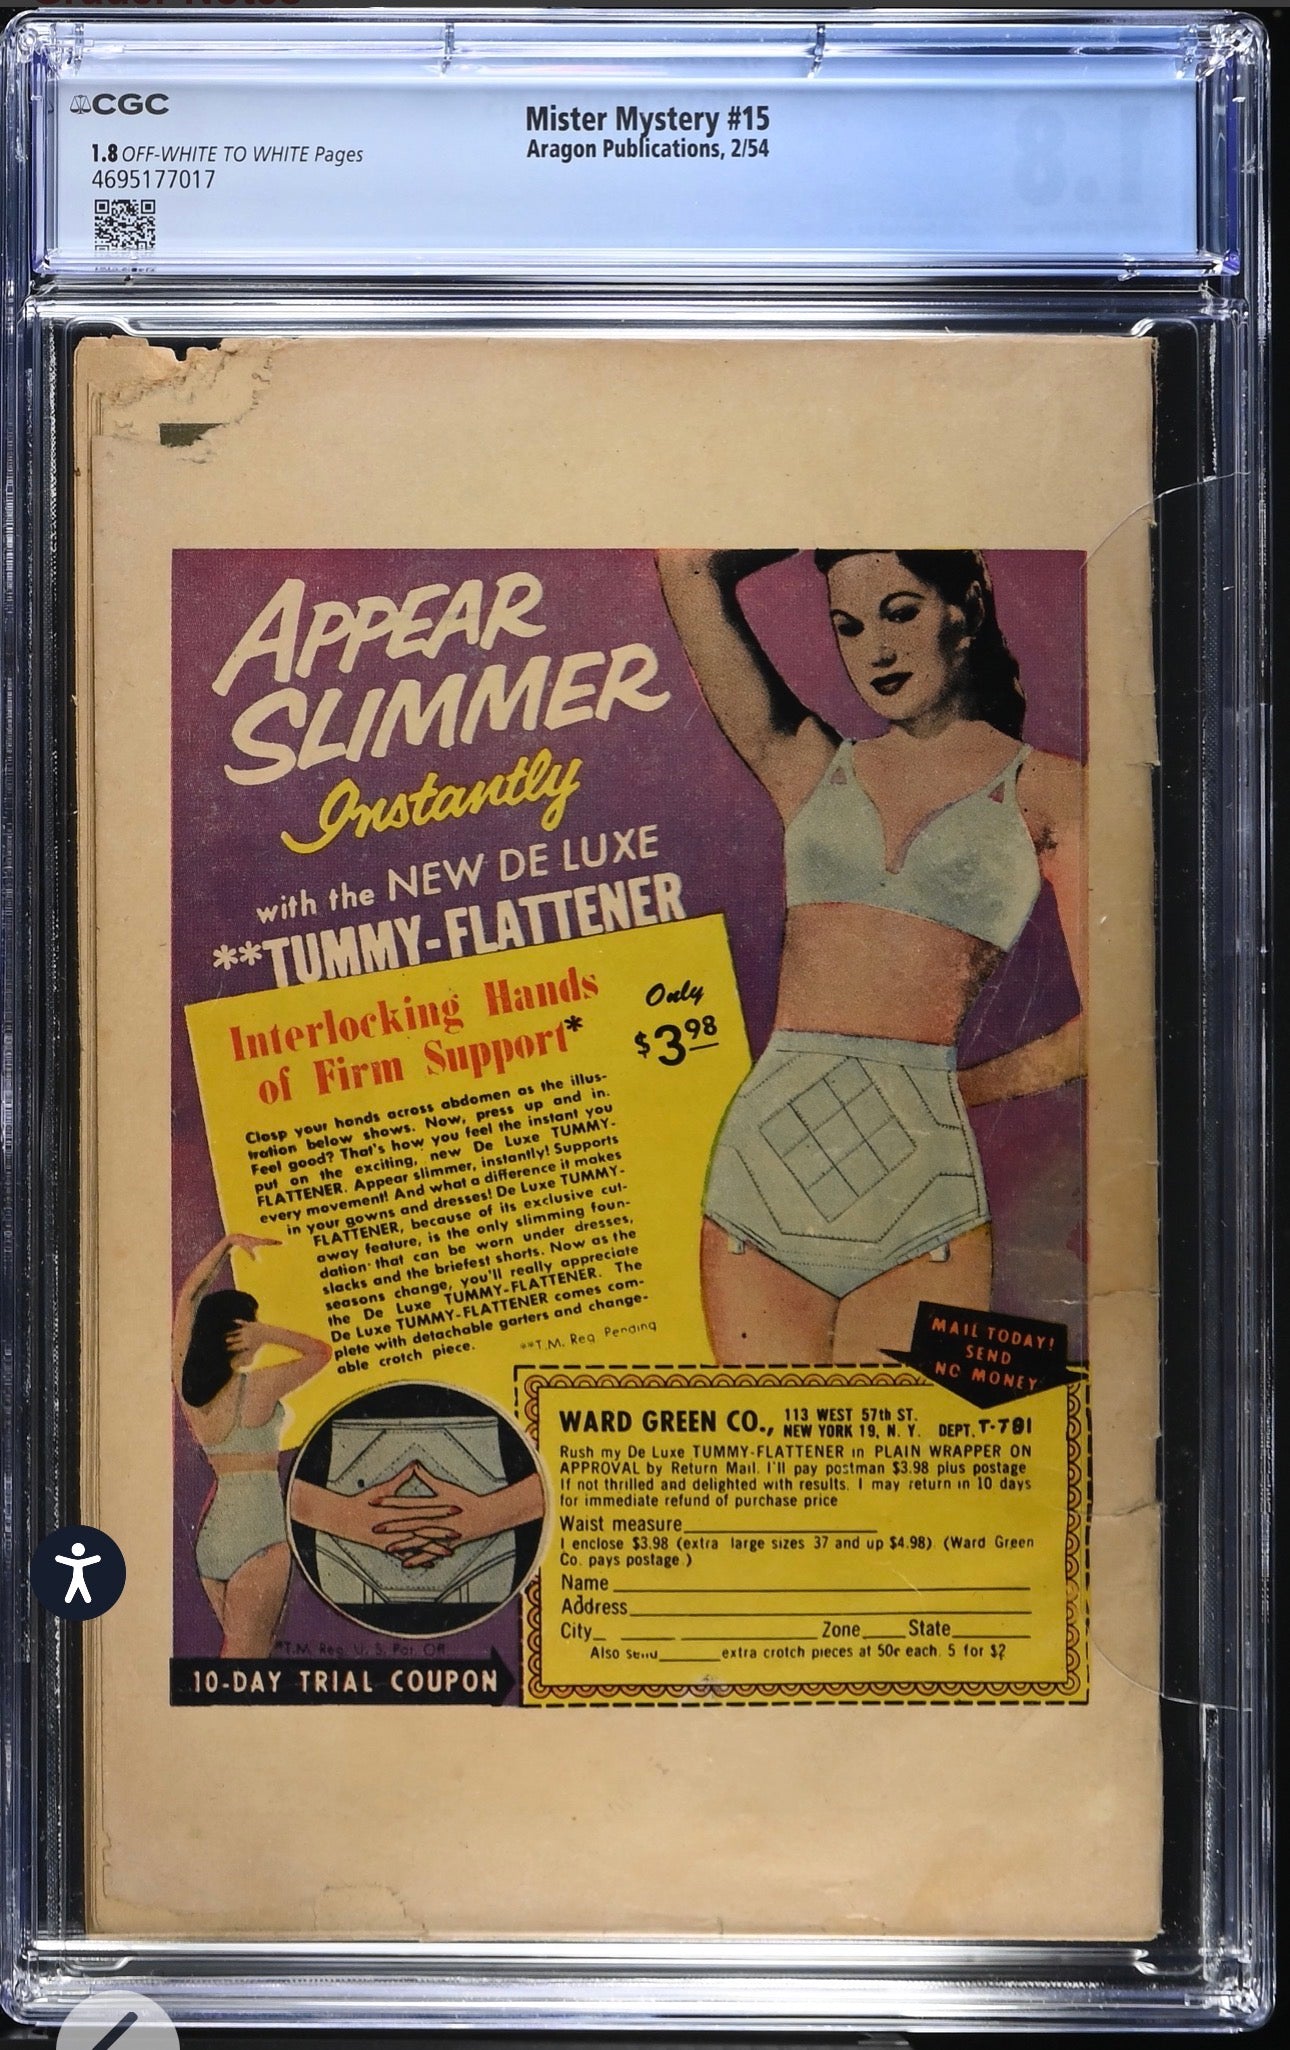 CGC
1.8 OFF-WHITE TO WHITE Pages
4695177017
Mister Mystery #15
Aragon Publications, 2/54
APPEAR
SLIMMER
Instantly
with the NEW DE LUXE
**TUMMY-FLATTENER
Interlocking Hands
of Firm Support*
Only
$3.98
Clasp your hands across abdomen as the illus-
tration below shows. Now, press up and in.
Feel good? That's how you feel the instant you
put on the exciting, new De Luxe TUMMY-
FLATTENER. Appear slimmer, instantly! Supports
every movement! And what a difference it makes
in your gowns and dresses! De Luxe TUMMY-
FLATTENER, because of its exclusive cut-
away feature, is the only slimming foun-
dation that can be worn under dresses,
slacks and the briefest shorts. Now as the
seasons change, you'll really appreciate
the De Luxe TUMMY-FLATTENER. The
De Luxe TUMMY-FLATTENER comes com-
plete with detachable garters and change-
able crotch piece.
**T.M. Reg Pending
MAIL TODAY!
SEND
NO MONEY
WARD GREEN CO., 113 WEST 57th ST.
NEW YORK 19, N. Y. DEPT. T-781
Rush my De Luxe TUMMY-FLATTENER in PLAIN WRAPPER ON
APPROVAL by Return Mail. I'll pay postman $3.98 plus postage
If not thrilled and delighted with results, I may return in 10 days
for immediate refund of purchase price
Waist measure
I enclose $3.98 (extra large sizes 37 and up $4.98). (Ward Green
Co. pays postage.)
Name
Address
City Zone State
Also send extra crotch pieces at 50c each. 5 for $2
*T.M. Reg U. S. Pat. Off
10-DAY TRIAL COUPON